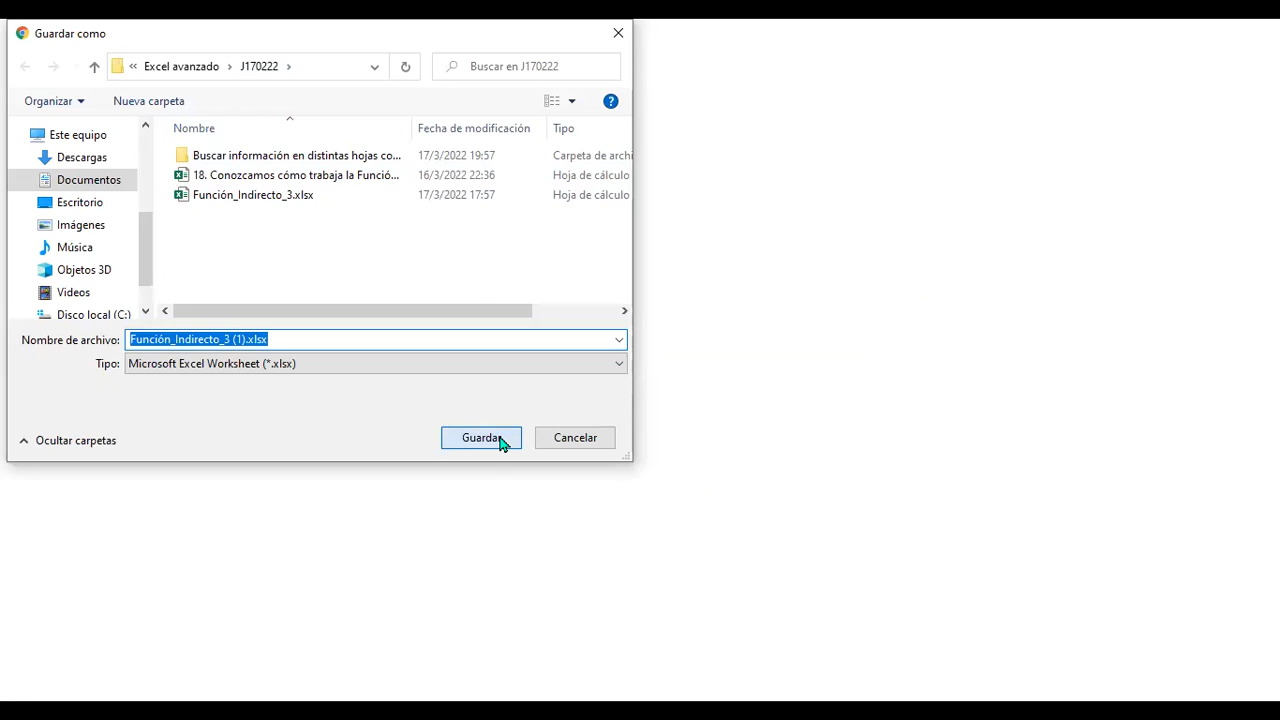 Guardar como
« Excel avanzado › J170222 ›
Buscar en J170222
Organizar
Nueva carpeta
?
Nombre
Fecha de modificación
Tipo
Este equipo
Descargas
Documentos
Escritorio
Imágenes
Música
Objetos 3D
Videos
Disco local (C:)
Buscar información en distintas hojas co... 17/3/2022 19:57 Carpeta de archi
18. Conozcamos cómo trabaja la Funció... 16/3/2022 22:36 Hoja de cálculo
Función_Indirecto_3.xlsx 17/3/2022 17:57 Hoja de cálculo
Nombre de archivo: Función_Indirecto_3 (1).xlsx
Tipo: Microsoft Excel Worksheet (*.xlsx)
Ocultar carpetas
Guardar
Cancelar